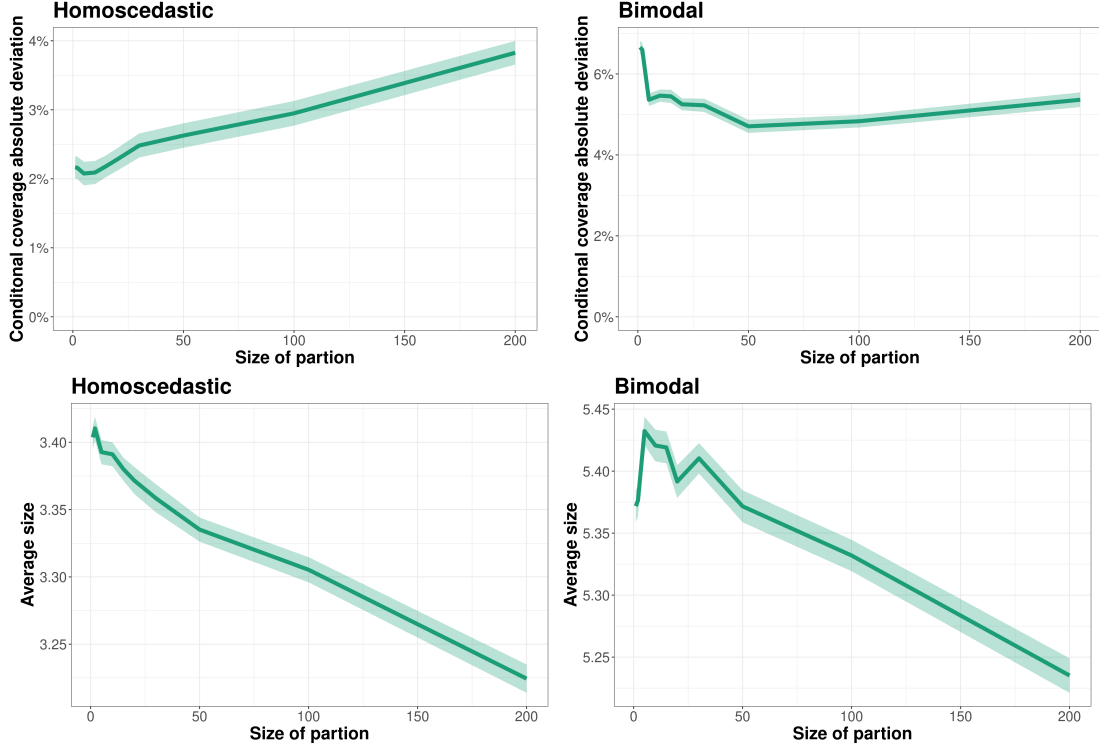 Homoscedastic
Conditonal coverage absolute deviation
4%
3%
2%
1%
0%
0 50 100 150 200
Size of partion
Bimodal
Conditonal coverage absolute deviation
6%
4%
2%
0%
0 50 100 150 200
Size of partion
Homoscedastic
Average size
3.40
3.35
3.30
3.25
0 50 100 150 200
Size of partion
Bimodal
Average size
5.45
5.40
5.35
5.30
5.25
0 50 100 150 200
Size of partion